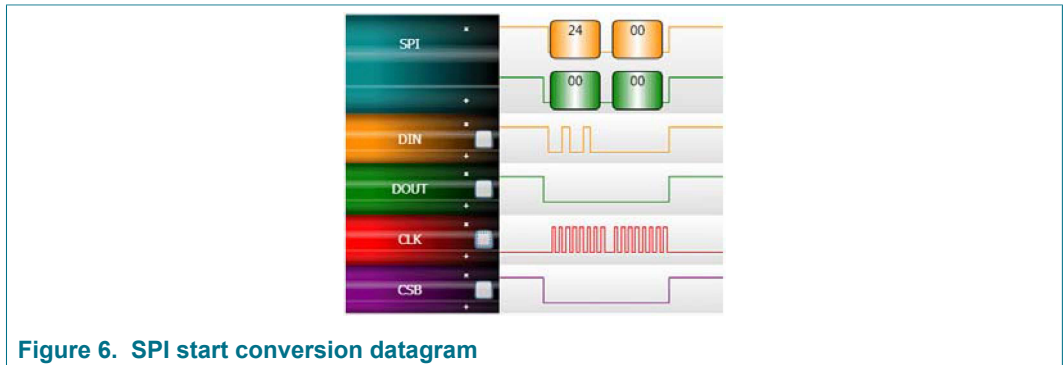 SPI
24 00
00 00
DIN
DOUT
CLK
CSB
Figure 6. SPI start conversion datagram